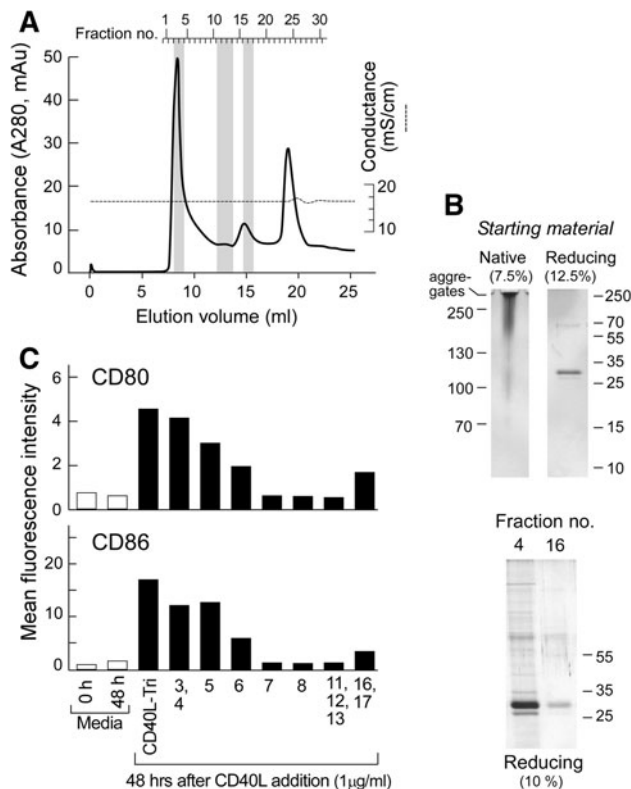 A
Fraction no.
1 5 10 15 20 25 30
Absorbance (A280, mAu)
50
40
30
20
10
0
Conductance
(mS/cm)
20
10
0 5 10 15 20 25
Elution volume (ml)
B
Starting material
Native Reducing
(7.5%) (12.5%)
aggre-
gates
250
130
100
70
250
70
55
35
25
15
10
Fraction no.
4 16
55
35
25
Reducing
(10 %)
C
CD80
6
4
2
0
CD86
20
10
0
Mean fluorescence intensity
0 h
48 h
Media
CD40L-Tri
3,
4
5
6
7
8
11,
12,
13
16,
17
48 hrs after CD40L addition (1µg/ml)